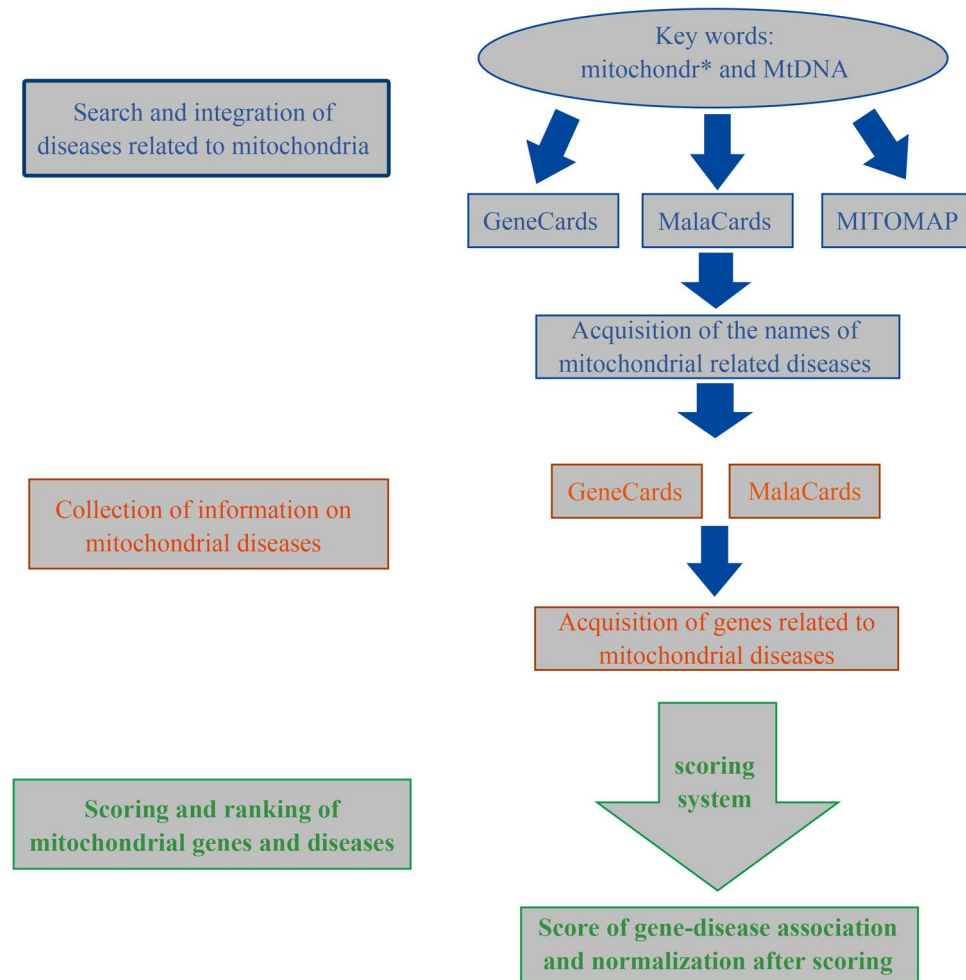 Key words:
mitochondr* and MtDNA
Search and integration of
diseases related to mitochondria
GeneCards
MalaCards
MITOMAP
Acquisition of the names of
mitochondrial related diseases
Collection of information on
mitochondrial diseases
GeneCards
MalaCards
Acquisition of genes related to
mitochondrial diseases
scoring
system
Scoring and ranking of
mitochondrial genes and diseases
Score of gene-disease association
and normalization after scoring